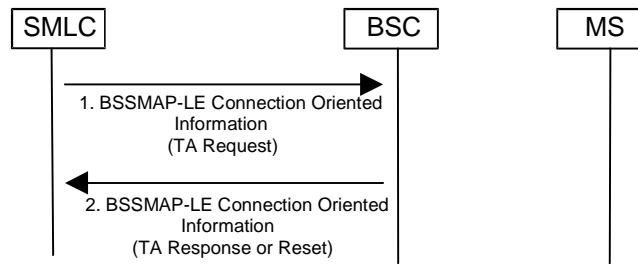 SMLC
BSC
MS
1. BSSMAP-LE Connection Oriented
Information
(TA Request)
2. BSSMAP-LE Connection Oriented
Information
(TA Response or Reset)